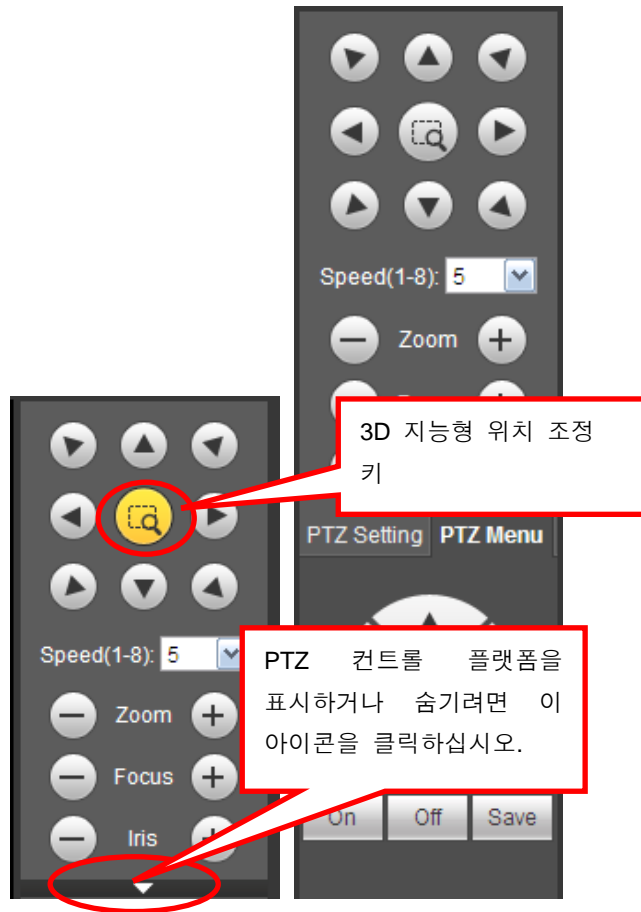 Speed(1-8): 5
Zoom
3D 지능형 위치 조정
키
PTZ Setting PTZ Menu
Speed(1-8): 5
PTZ 컨트롤 플랫폼을
표시하거나 숨기려면 이
아이콘을 클릭하십시오.
Zoom
Focus
Iris
On Off Save